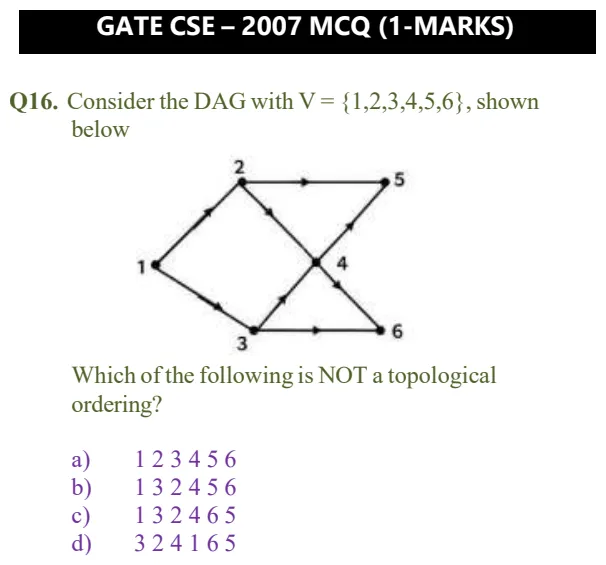 GATE CSE – 2007 MCQ (1-MARKS)
Q16. Consider the DAG with V = {1,2,3,4,5,6}, shown
below
2
5
1
4
3
6
Which of the following is NOT a topological
ordering?
a) 1 2 3 4 5 6
b) 1 3 2 4 5 6
c) 1 3 2 4 6 5
d) 3 2 4 1 6 5